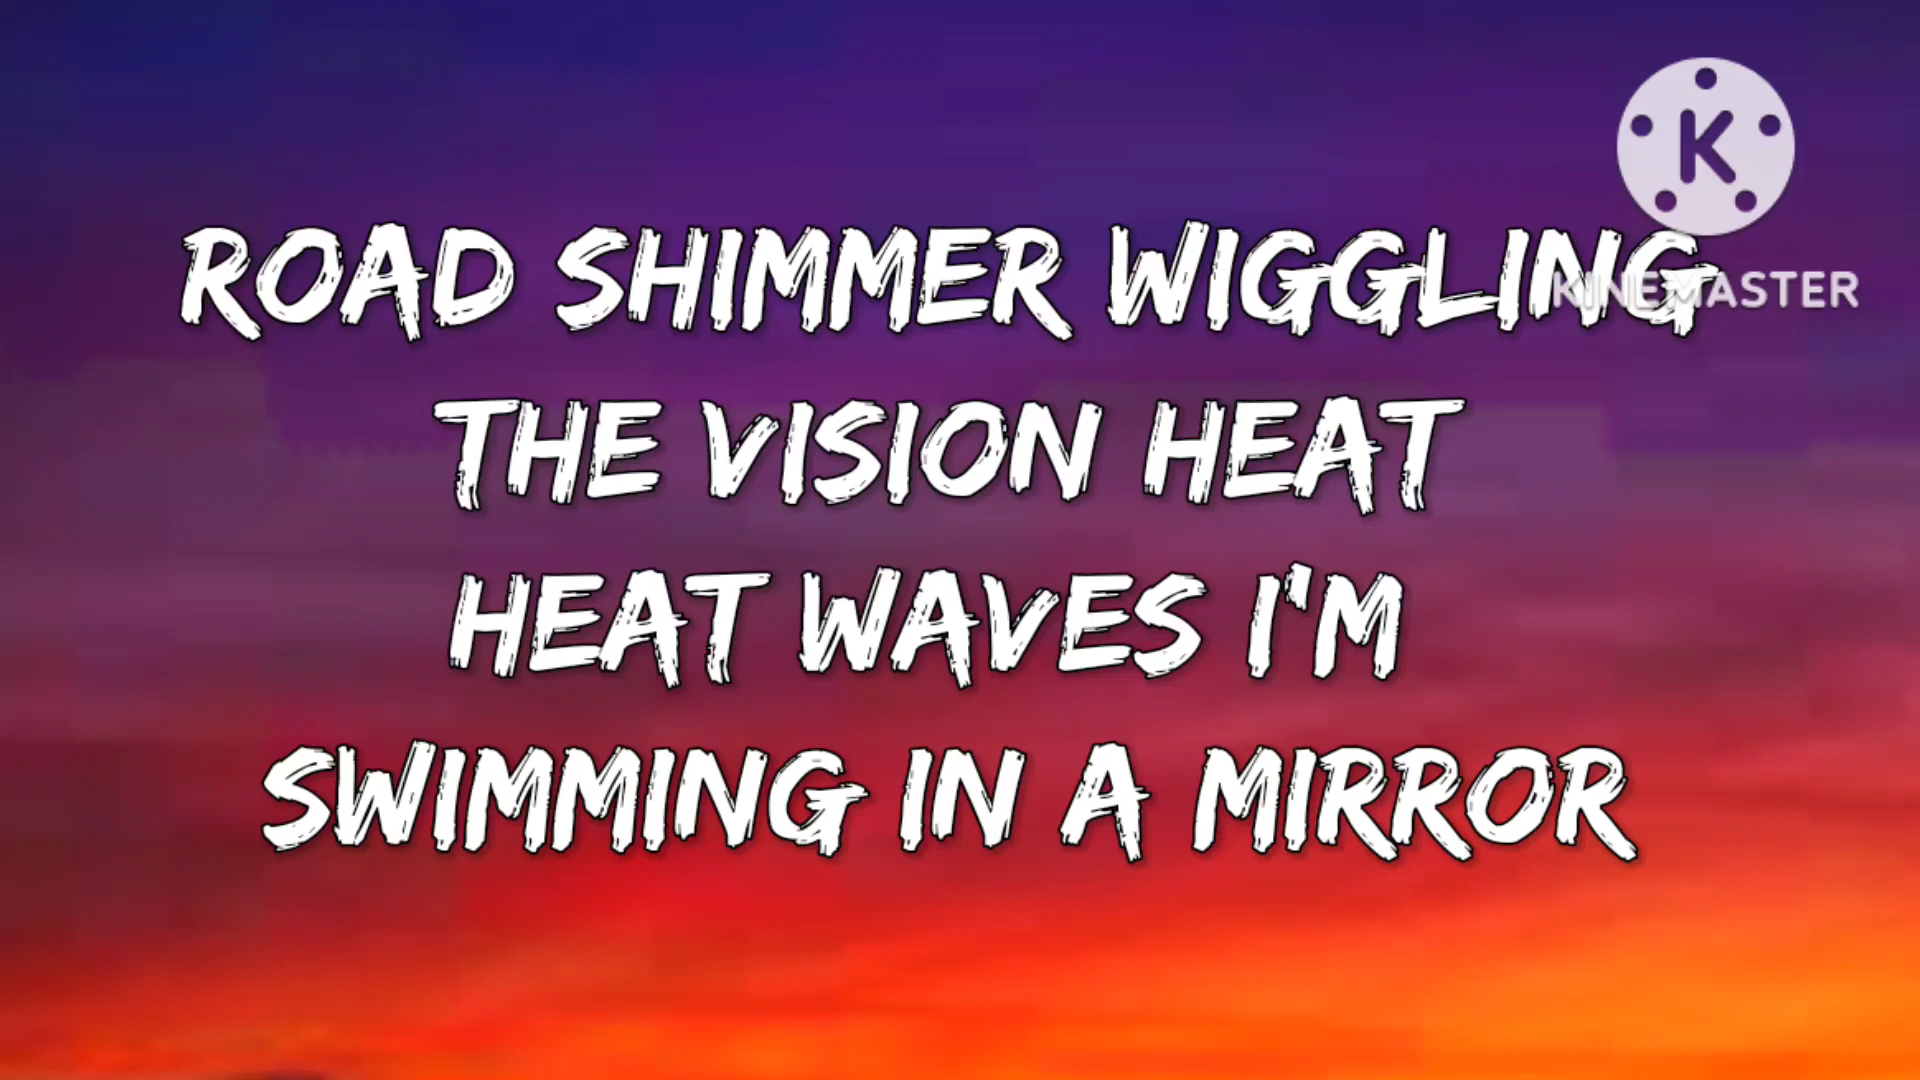 K
ROAD SHIMMER WIGGLING
KINEMASTER
THE VISION HEAT
HEAT WAVES I'M
SWIMMING IN A MIRROR